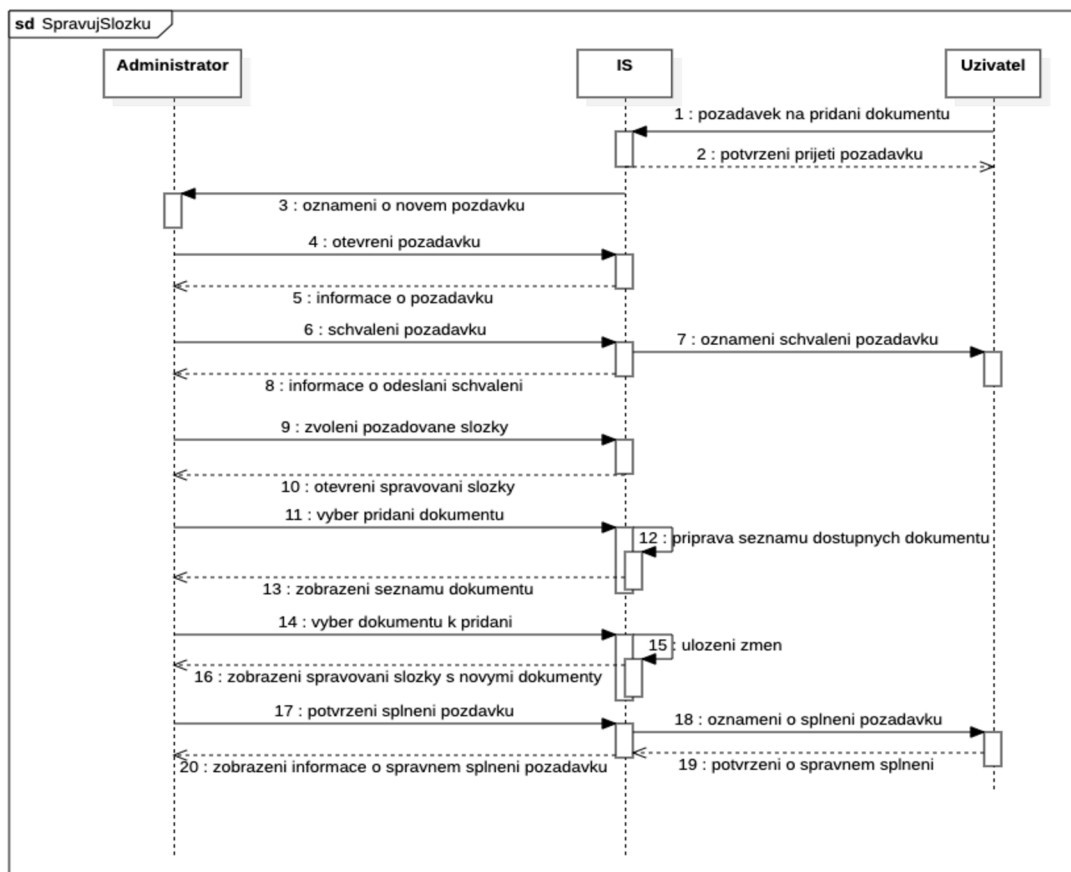 sd SpravujSlozku
Administrator
IS
Uzivatel
1 : pozadavek na pridani dokumentu
2 : potvrzeni prijeti pozadavku
3 : oznameni o novem pozdavku
4 : otevreni pozadavku
5 : informace o pozadavku
6 : schvaleni pozadavku
7 : oznameni schvaleni pozadavku
8 : informace o odeslani schvaleni
9 : zvoleni pozadovane slozky
10 : otevreni spravovani slozky
11 : vyber pridani dokumentu
12 : priprava seznamu dostupnych dokumentu
13 : zobrazeni seznamu dokumentu
14 : vyber dokumentu k pridani
15 : ulozeni zmen
16 : zobrazeni spravovani slozky s novymi dokumenty
17 : potvrzeni splneni pozdavku
18 : oznameni o splneni pozadavku
19 : potvrzeni o spravnem splneni
20 : zobrazeni informace o spravnem splneni pozadavku